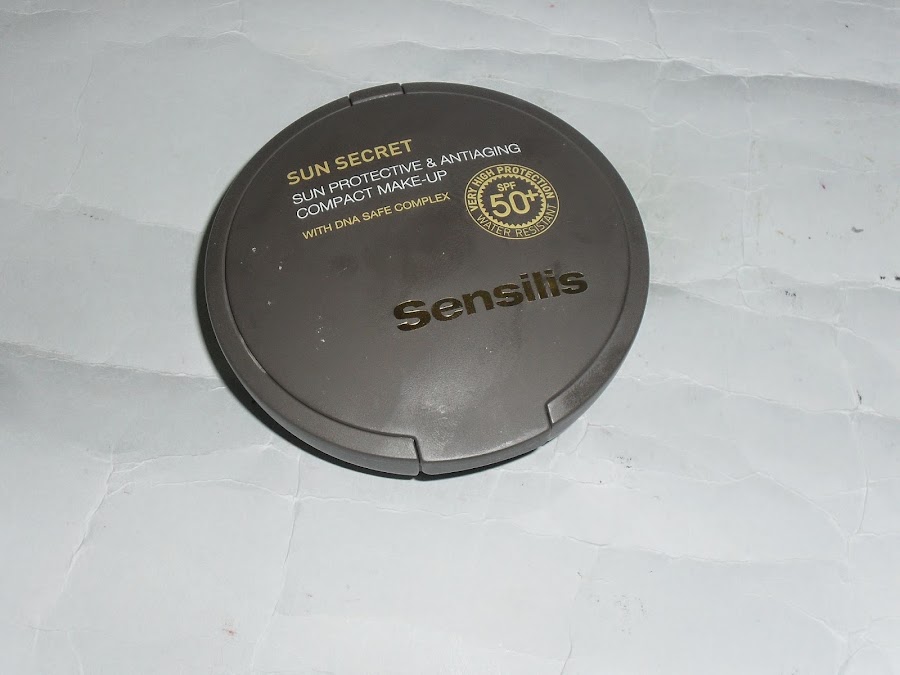 SUN SECRET
SUN PROTECTIVE & ANTIAGING
COMPACT MAKE-UP
WITH DNA SAFE COMPLEX
VERY HIGH PROTECTION
SPF
50+
WATER RESISTANT
Sensilis